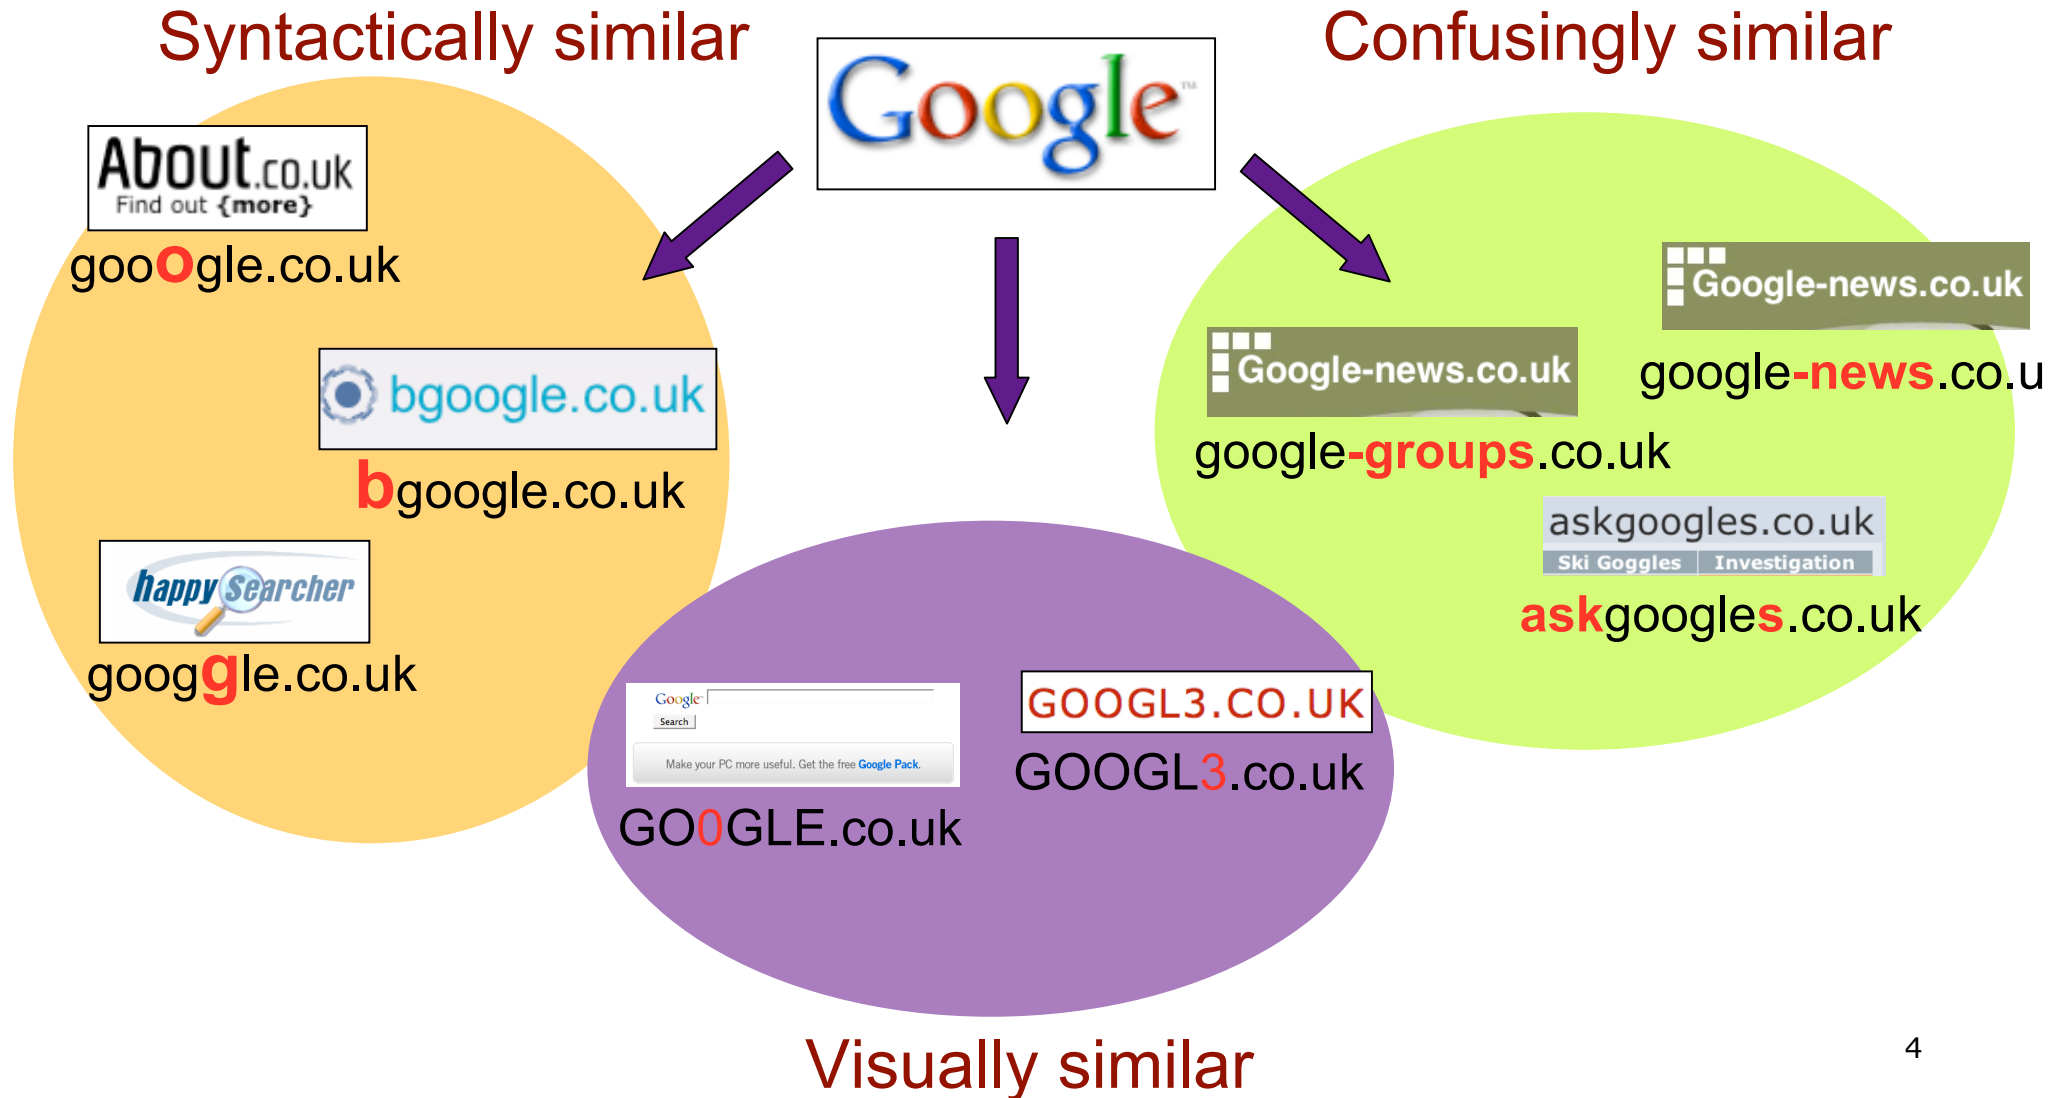 Syntactically similar
Google™
Confusingly similar
About.co.uk
Find out {more}
gooogle.co.uk
bgoogle.co.uk
bgoogle.co.uk
happy Searcher
googgle.co.uk
Google-news.co.uk
google-news.co.u
Google-news.co.uk
google-groups.co.uk
askgoogles.co.uk
Ski Goggles Investigation
askgoogles.co.uk
Google™
Search
Make your PC more useful. Get the free Google Pack.
GO0GLE.co.uk
GOOGL3.CO.UK
GOOGL3.co.uk
Visually similar
4